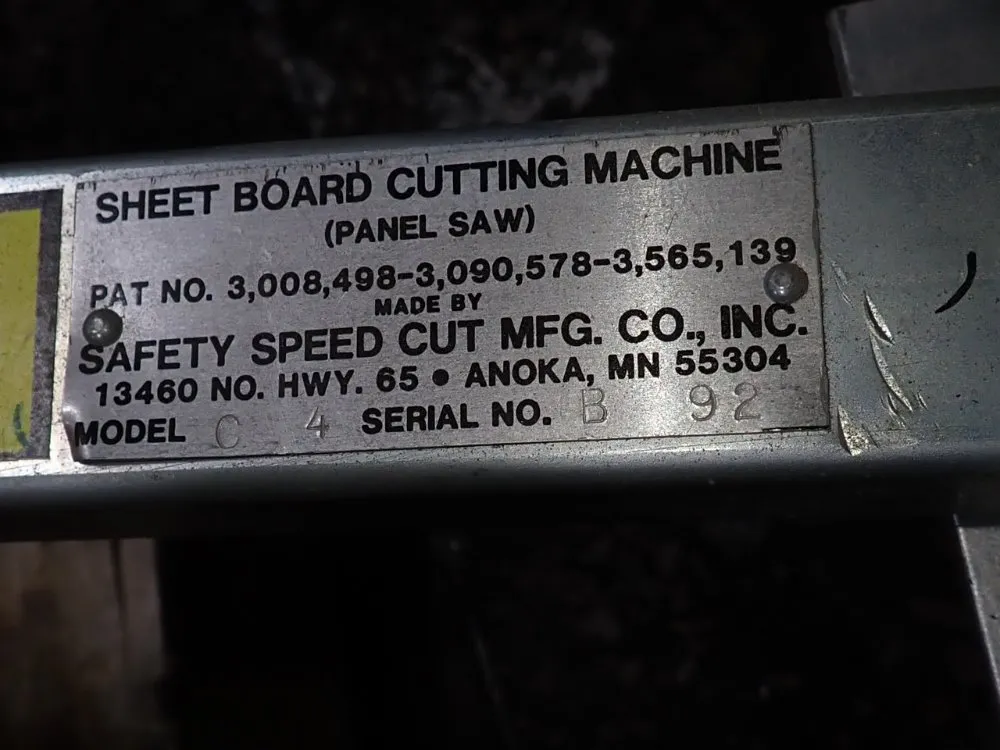 SHEET BOARD CUTTING MACHINE
(PANEL SAW)
PAT NO. 3,008,498-3,090,578-3,565,139
MADE BY
SAFETY SPEED CUT MFG. CO., INC.
13460 NO. HWY. 65 • ANOKA, MN 55304
MODEL C 4 SERIAL NO. B 92